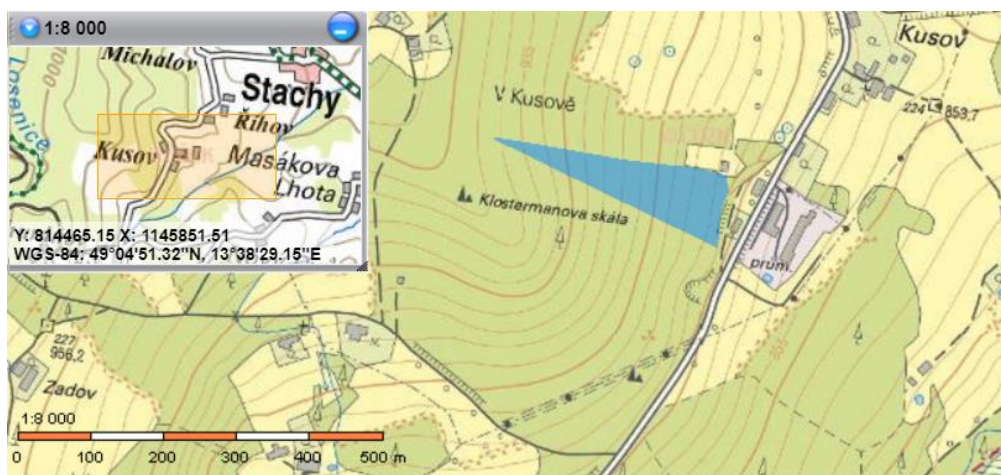 1:8 000
Michalov
Losenice
1000
Stachy
Řihov
Kusov
Masákova
Lhota
Y: 814465.15 X: 1145851.51
WGS-84: 49°04'51.32"N, 13°38'29.15"E
V Kusově
Kusov
224
853,7
Klostermanova skála
prům.
227
956,2
Zadov
1:8 000
0 100 200 300 400 500 m